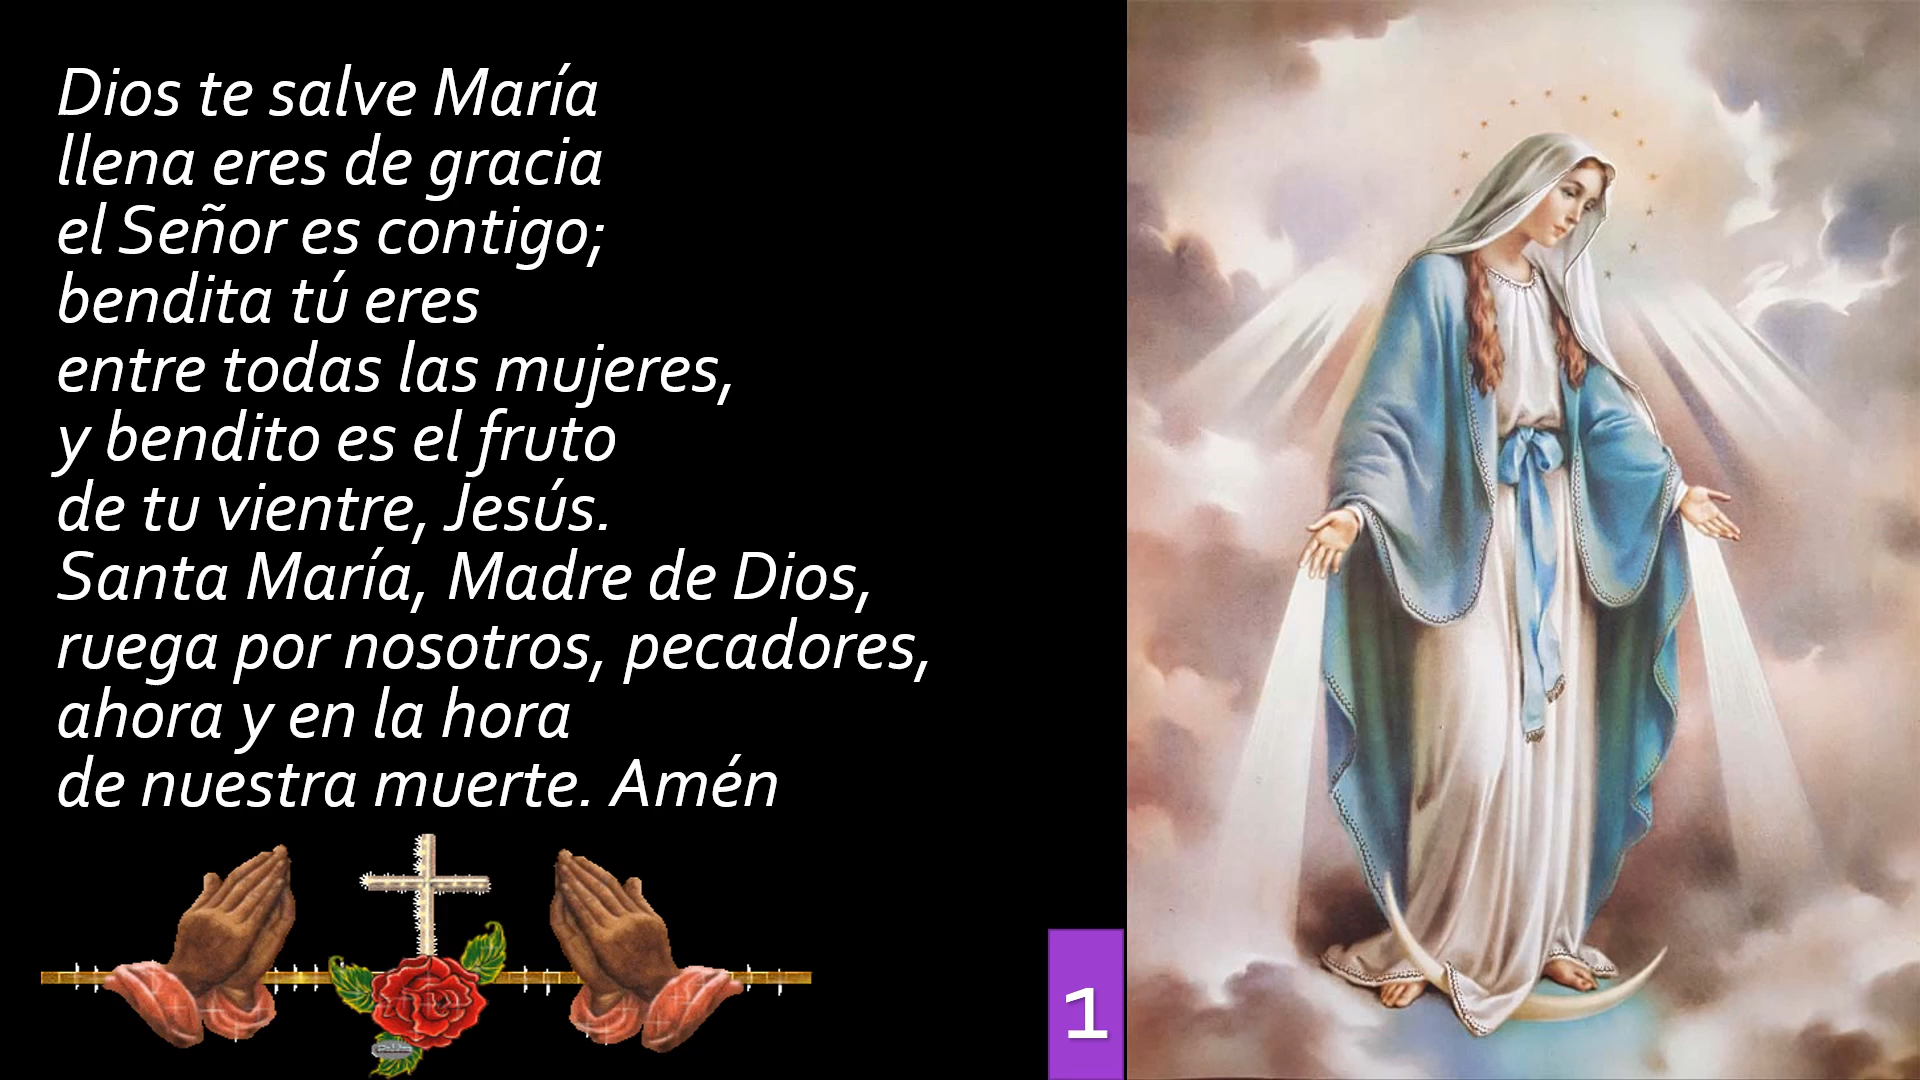 Dios te salve María
llena eres de gracia
el Señor es contigo;
bendita tú eres
entre todas las mujeres,
y bendito es el fruto
de tu vientre, Jesús.
Santa María, Madre de Dios,
ruega por nosotros, pecadores,
ahora y en la hora
de nuestra muerte. Amén
1